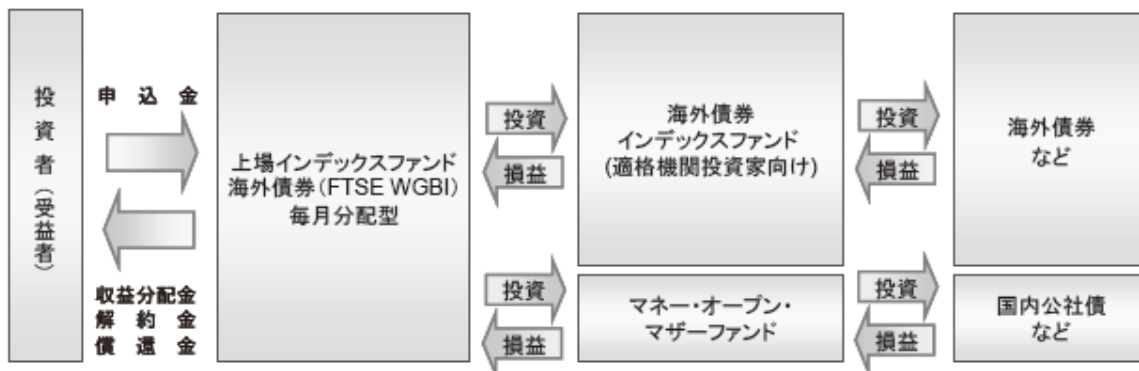 投資者(受益者)
申込金
収益分配金
解約金
償還金
上場インデックスファンド
海外債券(FTSE WGBI)
毎月分配型
投資
損益
海外債券
インデックスファンド
(適格機関投資家向け)
投資
損益
海外債券
など
投資
損益
マネー・オープン・
マザーファンド
投資
損益
国内公社債
など